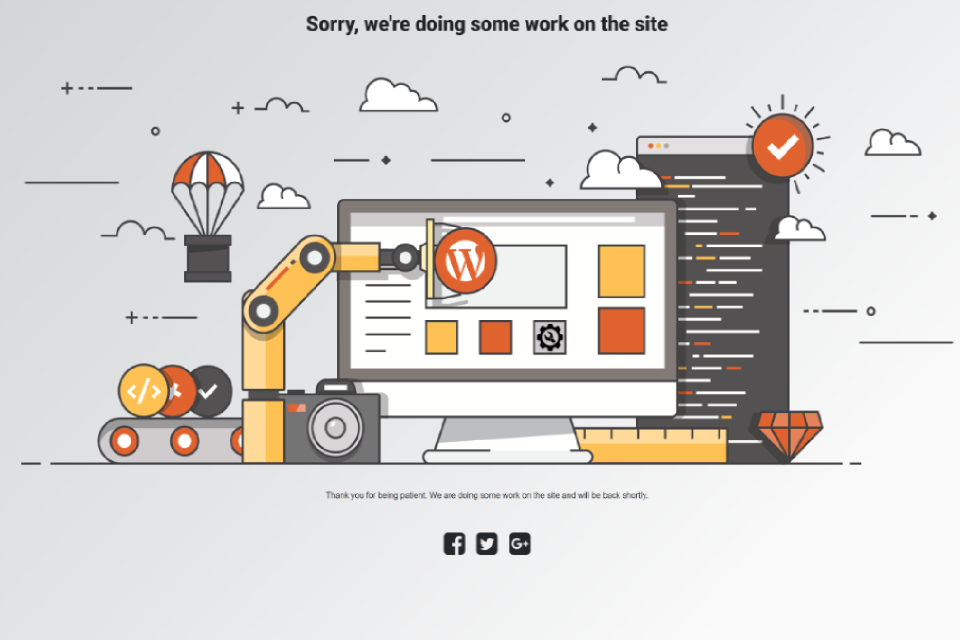 Sorry, we're doing some work on the site
</>
Thank you for being patient. We are doing some work on the site and will be back shortly.